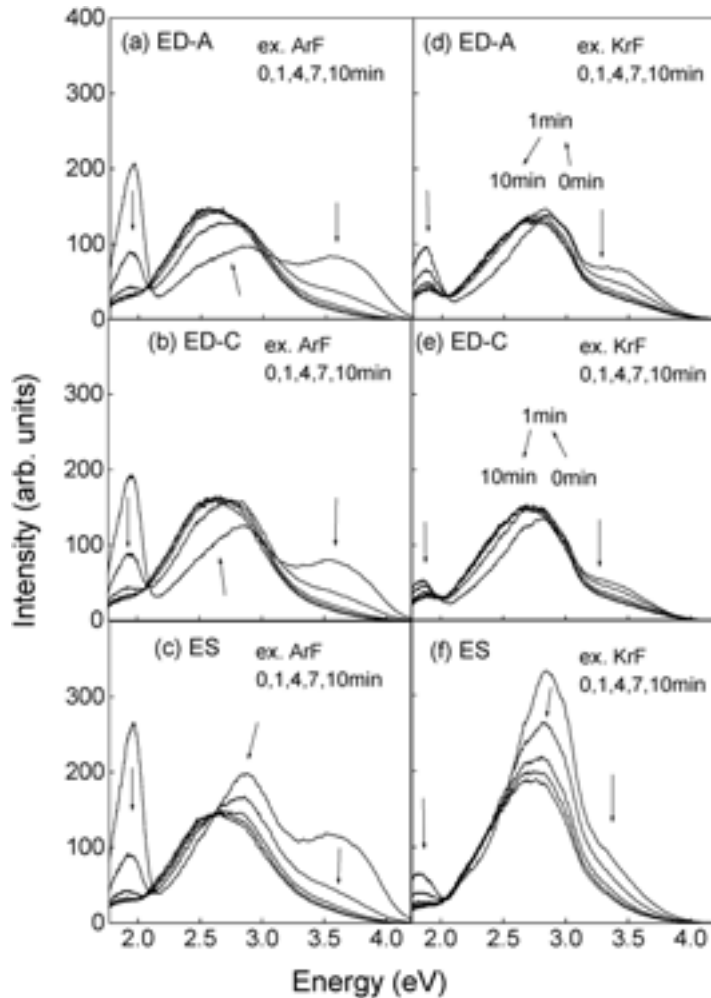 Intensity (arb. units)
400
300
200
100
0
(a) ED-A
ex. ArF
0,1,4,7,10min
(d) ED-A
ex. KrF
0,1,4,7,10min
1min
10min
0min
300
200
100
0
(b) ED-C
ex. ArF
0,1,4,7,10min
(e) ED-C
ex. KrF
0,1,4,7,10min
1min
10min
0min
300
200
100
0
(c) ES
ex. ArF
0,1,4,7,10min
(f) ES
ex. KrF
0,1,4,7,10min
2.0 2.5 3.0 3.5 4.0 2.0 2.5 3.0 3.5 4.0
Energy (eV)